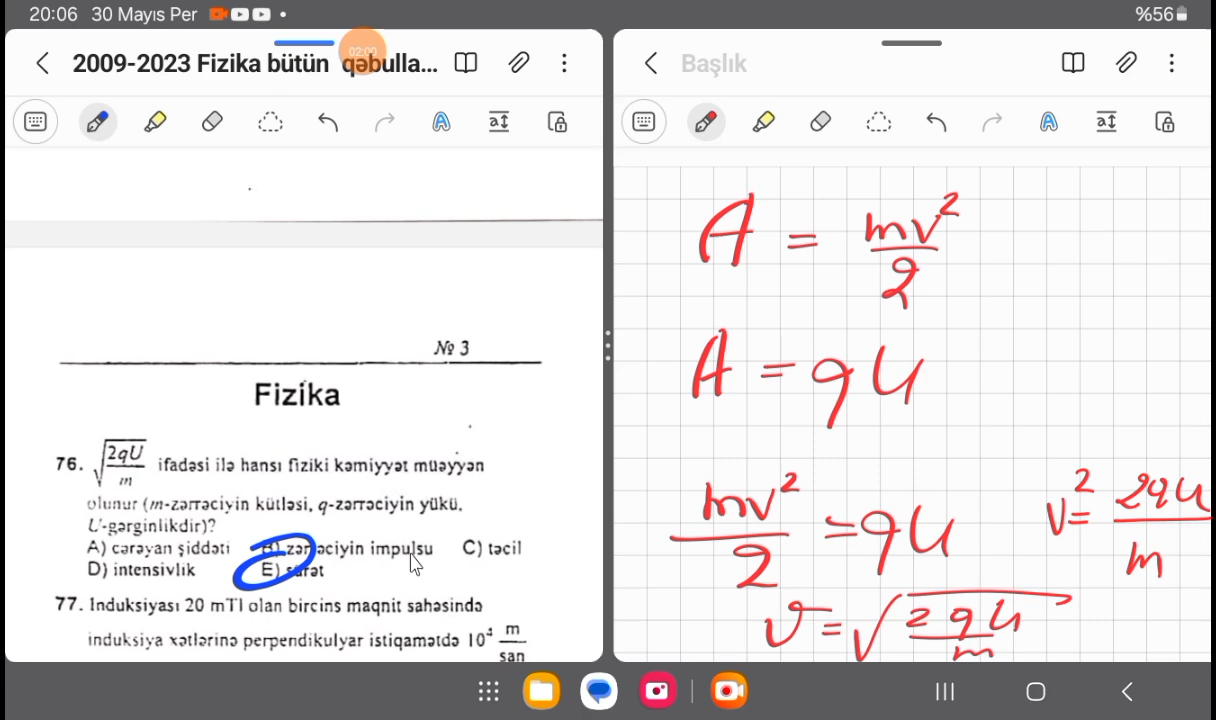 20:06 30 Mayıs Per %56
02:00
2009-2023 Fizika bütün qəbulla...
Başlık
№ 3
Fizika
76. √2qU/m ifadəsi ilə hansı fiziki kəmiyyət müəyyən
olunur (m-zərrəciyin kütləsi, q-zərrəciyin yükü,
U-gərginlikdir)?
A) cərəyan şiddəti B) zərrəciyin impulsu C) təcil
D) intensivlik E) sürət
77. Induksiyası 20 mTl olan bircins maqnit sahəsində
induksiya xətlərinə perpendikulyar istiqamətdə 10⁴ m/san
A = mv²/2
A = qU
mv²/2 = qU
v² = 2qU/m
v = √2qU/m